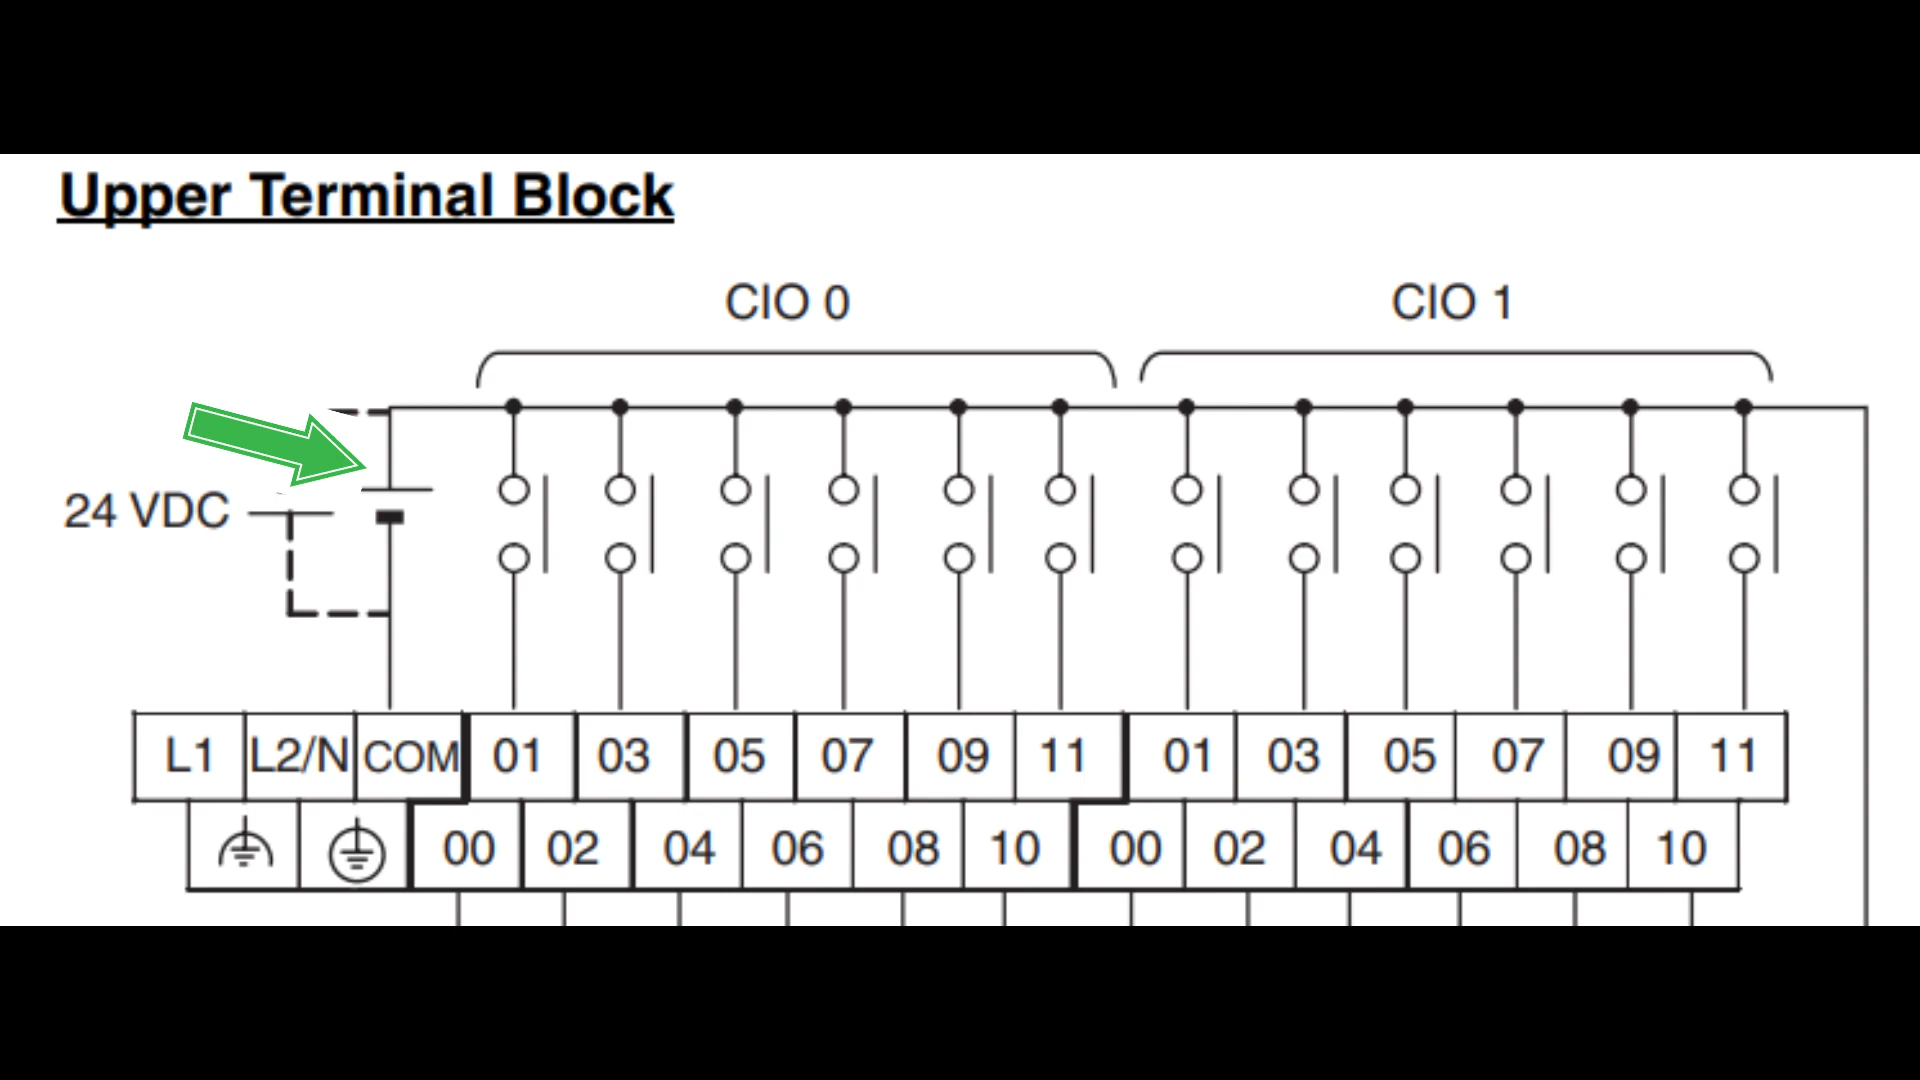 Upper Terminal Block
CIO 0 CIO 1
24 VDC
L1 L2/N COM 01 03 05 07 09 11 01 03 05 07 09 11
00 02 04 06 08 10 00 02 04 06 08 10